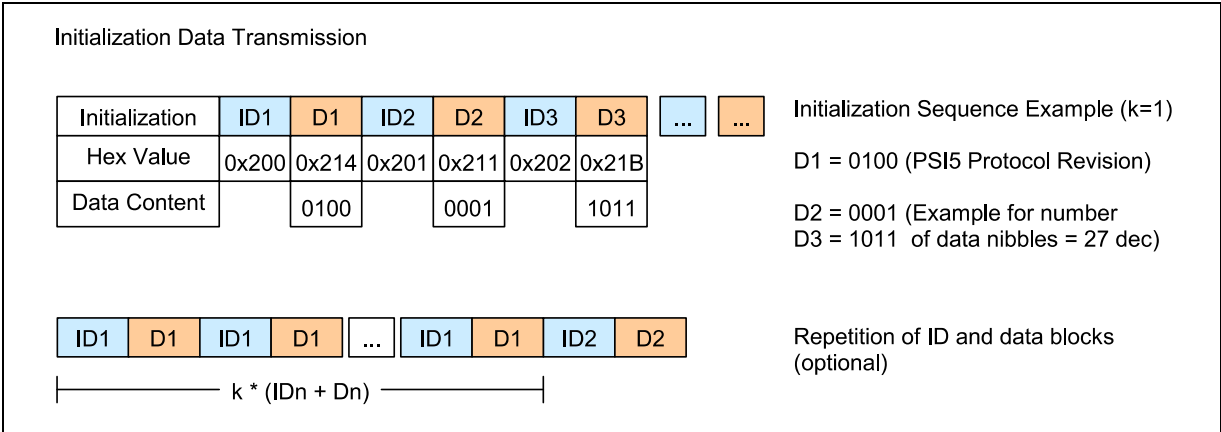 Initialization Data Transmission
Initialization ID1 D1 ID2 D2 ID3 D3 ... ...
Hex Value 0x200 0x214 0x201 0x211 0x202 0x21B
Data Content 0100 0001 1011
Initialization Sequence Example (k=1)
D1 = 0100 (PSI5 Protocol Revision)
D2 = 0001 (Example for number
D3 = 1011 of data nibbles = 27 dec)
ID1 D1 ID1 D1 ... ID1 D1 ID2 D2
k * (IDn + Dn)
Repetition of ID and data blocks
(optional)